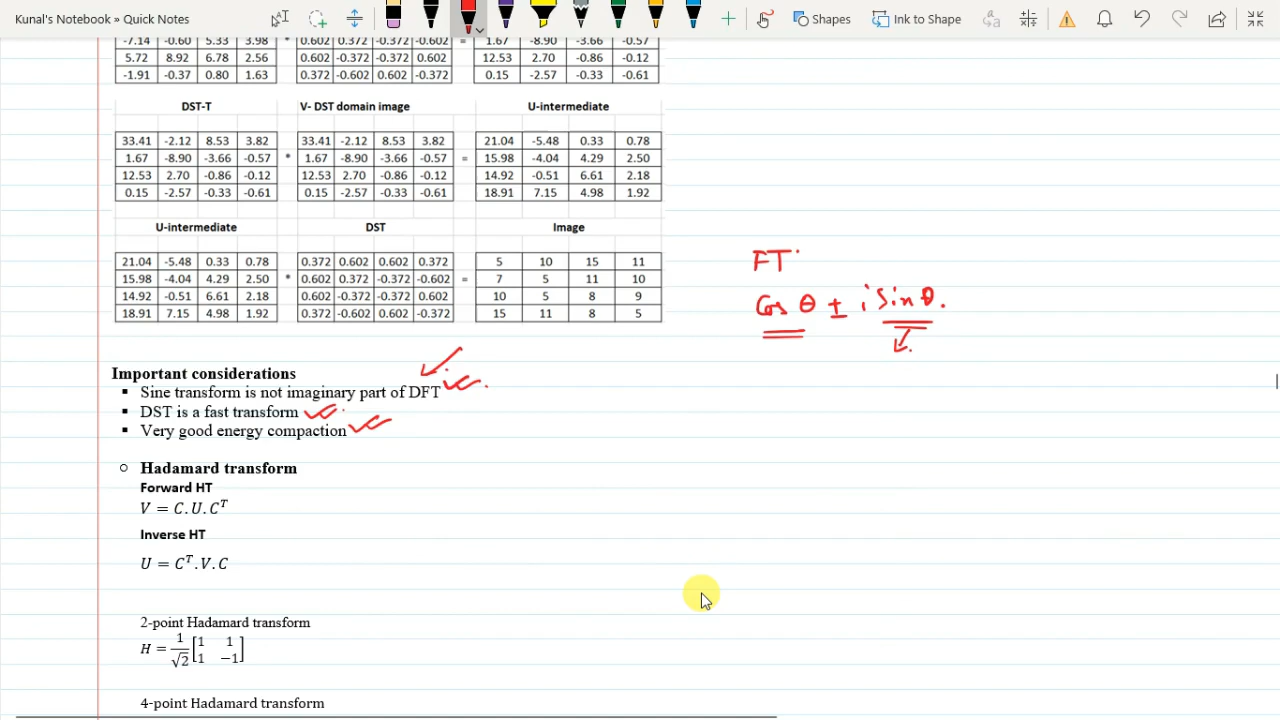 Kunal's Notebook » Quick Notes
Shapes Ink to Shape
-7.14 -0.60 5.33 3.98 * 0.602 0.372 -0.372 -0.602 = 1.67 -8.90 -3.66 -0.57
5.72 8.92 6.78 2.56 0.602 -0.372 -0.372 0.602 12.53 2.70 -0.86 -0.12
-1.91 -0.37 0.80 1.63 0.372 -0.602 0.602 -0.372 0.15 -2.57 -0.33 -0.61
DST-T V- DST domain image U-intermediate
33.41 -2.12 8.53 3.82 33.41 -2.12 8.53 3.82 21.04 -5.48 0.33 0.78
1.67 -8.90 -3.66 -0.57 * 1.67 -8.90 -3.66 -0.57 = 15.98 -4.04 4.29 2.50
12.53 2.70 -0.86 -0.12 12.53 2.70 -0.86 -0.12 14.92 -0.51 6.61 2.18
0.15 -2.57 -0.33 -0.61 0.15 -2.57 -0.33 -0.61 18.91 7.15 4.98 1.92
U-intermediate DST Image
21.04 -5.48 0.33 0.78 0.372 0.602 0.602 0.372 5 10 15 11
15.98 -4.04 4.29 2.50 * 0.602 0.372 -0.372 -0.602 = 7 5 11 10
14.92 -0.51 6.61 2.18 0.602 -0.372 -0.372 0.602 10 5 8 9
18.91 7.15 4.98 1.92 0.372 -0.602 0.602 -0.372 15 11 8 5
FT
Cos θ ± i Sin θ.
Important considerations
▪ Sine transform is not imaginary part of DFT
▪ DST is a fast transform
▪ Very good energy compaction
○ Hadamard transform
Forward HT
V = C.U.C^T
Inverse HT
U = C^T.V.C
2-point Hadamard transform
H = 1/√2 [1 1
1 −1]
4-point Hadamard transform